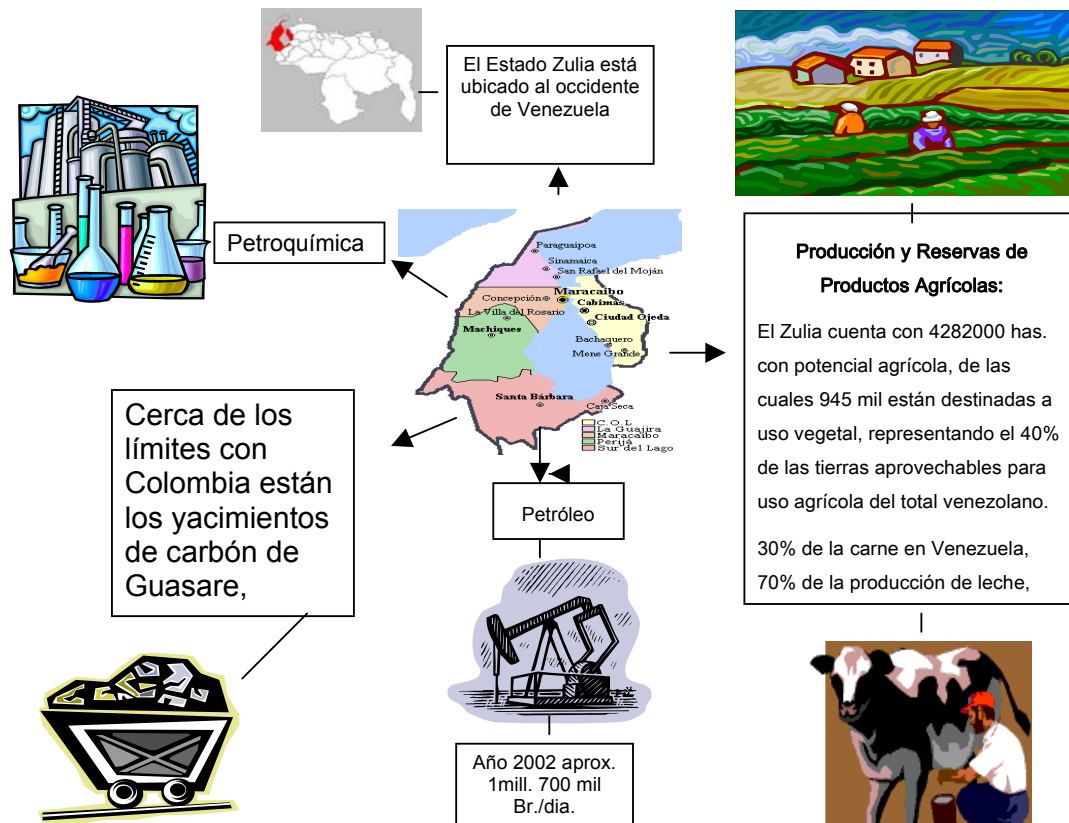 El Estado Zulia está
ubicado al occidente
de Venezuela
Petroquímica
Paraguaipoa
Sinamaica
San Rafael del Moján
Maracaibo
Concepción
Cabimas
La Villa del Rosario
Ciudad Ojeda
Machiques
Bachaquero
Mene Grande
Santa Bárbara
Caja Seca
C.O.L
La Guajira
Maracaibo
Perijá
Sur del Lago
Producción y Reservas de
Productos Agrícolas:
El Zulia cuenta con 4282000 has.
con potencial agrícola, de las
cuales 945 mil están destinadas a
uso vegetal, representando el 40%
de las tierras aprovechables para
uso agrícola del total venezolano.
30% de la carne en Venezuela,
70% de la producción de leche,
Cerca de los
límites con
Colombia están
los yacimientos
de carbón de
Guasare,
Petróleo
Año 2002 aprox.
1mill. 700 mil
Br./dia.